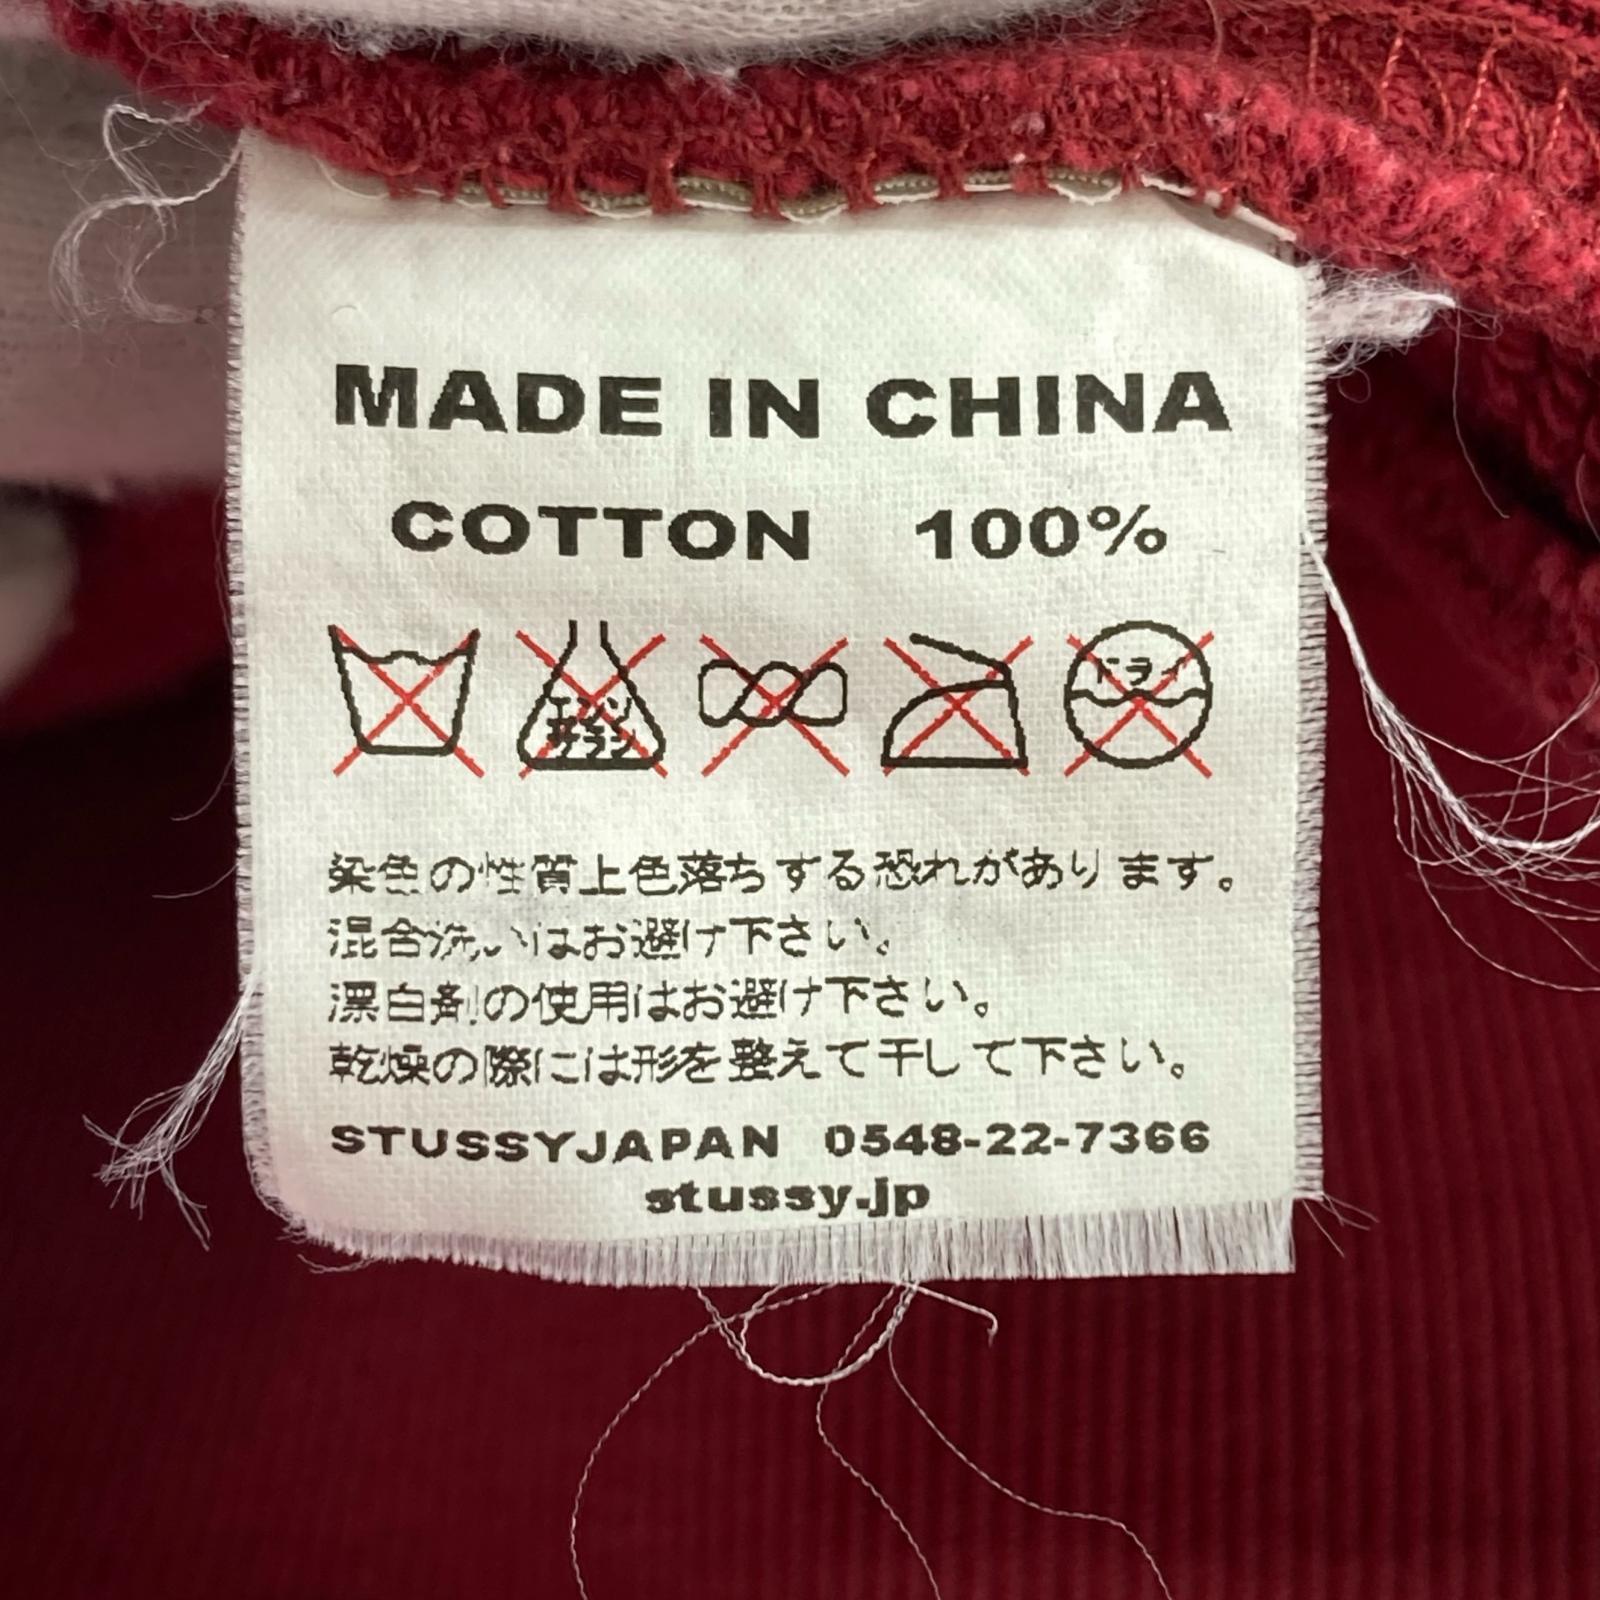 MADE IN CHINA
COTTON 100%
エンソ サラシ ドライ
染色の性質上色落ちする恐れがあります。
混合洗いはお避け下さい。
漂白剤の使用はお避け下さい。
乾燥の際には形を整えて干して下さい。
STUSSYJAPAN 0548-22-7366
stussy.jp